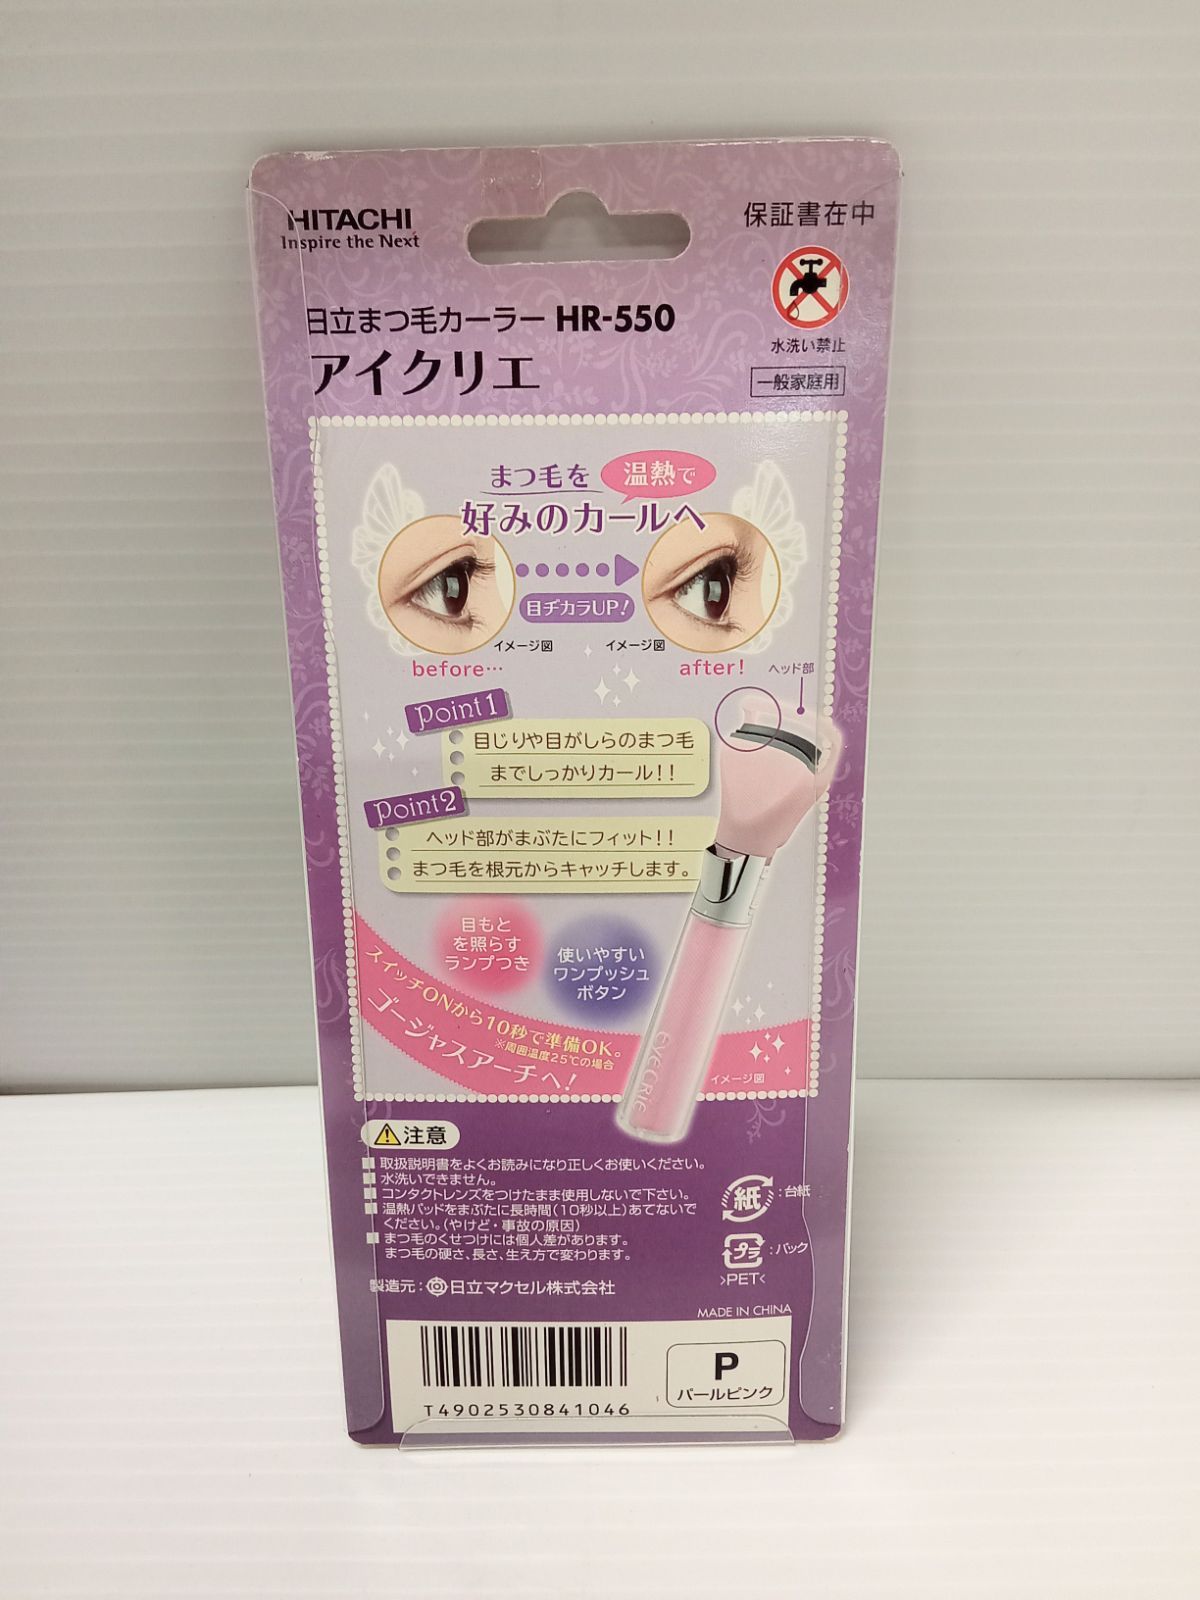 HITACHI
Inspire the Next
保証書在中
水洗い禁止
一般家庭用
日立まつ毛カーラー HR-550
アイクリエ
まつ毛を 温熱で
好みのカールへ
目ヂカラUP!
イメージ図
イメージ図
before…
after!
ヘッド部
Point1
目じりや目がしらのまつ毛
までしっかりカール!!
Point2
ヘッド部がまぶたにフィット!!
まつ毛を根元からキャッチします。
目もと
を照らす
ランプつき
使いやすい
ワンプッシュ
ボタン
スイッチONから10秒で準備OK。
※周囲温度25℃の場合
ゴージャスアーチへ!
EYECRiE
イメージ図
注意
■取扱説明書をよくお読みになり正しくお使いください。
■水洗いできません。
■コンタクトレンズをつけたまま使用しないで下さい。
■温熱パッドをまぶたに長時間(10秒以上)あてないで
ください。(やけど・事故の原因)
■まつ毛のくせつけには個人差があります。
まつ毛の硬さ、長さ、生え方で変わります。
紙:台紙
プラ:パック
>PET<
製造元:日立マクセル株式会社
MADE IN CHINA
T4902530841046
P
パールピンク